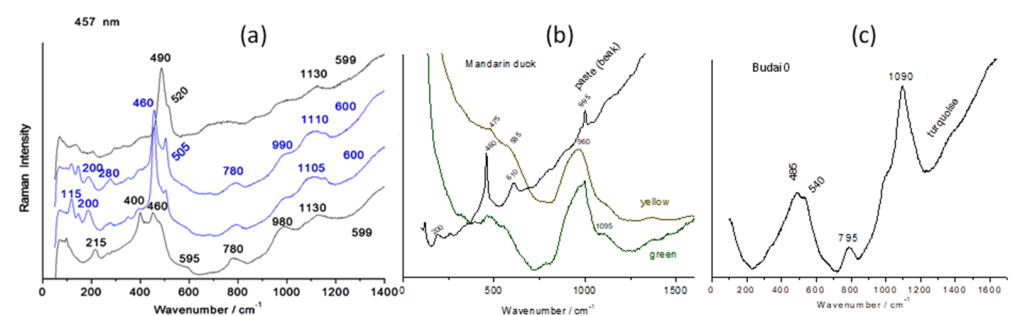 457 nm
(a)
(b)
(c)
490
1130
599
520
460
600
1110
505
990
200
280
780
600
1105
115
200
400
460
980
1130
215
780
599
595
Raman Intensity
0 200 400 600 800 1000 1200 1400
Wavenumber / cm-1
Mandarin duck
paste (beak)
995
475
585
460
610
960
200
yellow
1095
green
500 1000 1500
Wavenumber / cm-1
Budai0
1090
turquoise
485
540
795
0 200 400 600 800 1000 1200 1400 1600
Wavenumber / cm-1